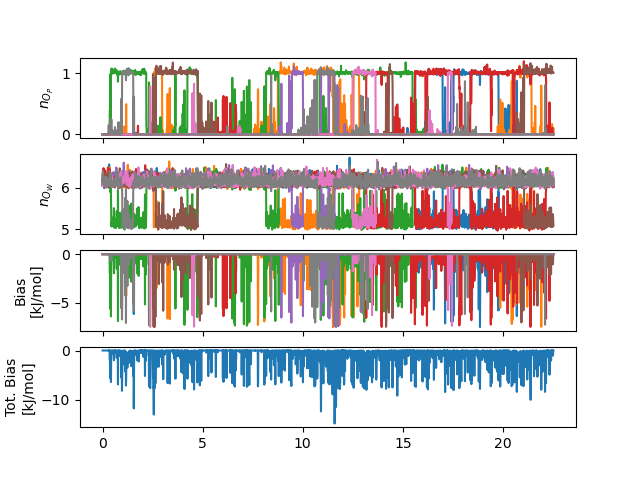 1
0
n_{O_P}
6
5
n_{O_W}
0
−5
Bias
[kJ/mol]
0
−10
Tot. Bias
[kJ/mol]
0 5 10 15 20